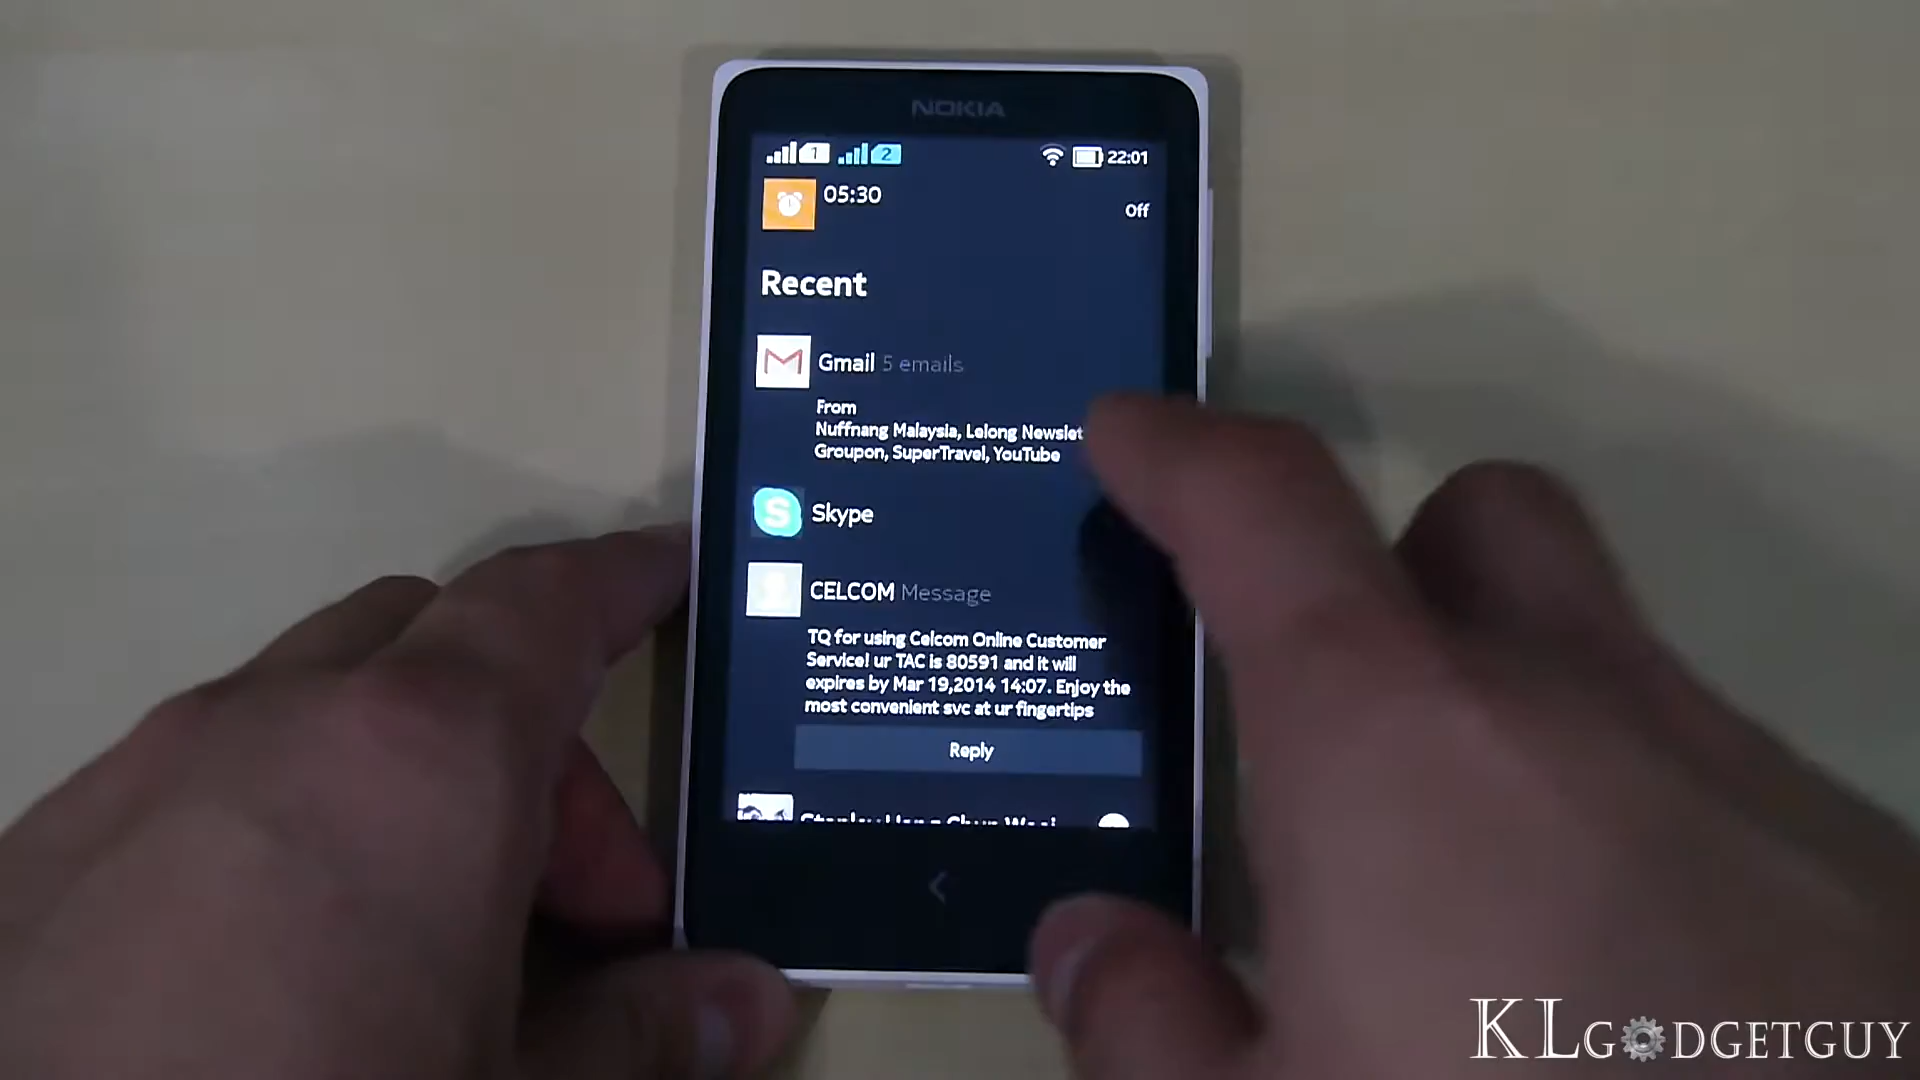 NOKIA
1 2 22:01
05:30
Off
Recent
Gmail 5 emails
From
Nuffnang Malaysia, Lelong Newslet
Groupon, SuperTravel, YouTube
Skype
CELCOM Message
TQ for using Celcom Online Customer
Service! ur TAC is 80591 and it will
expires by Mar 19,2014 14:07. Enjoy the
most convenient svc at ur fingertips
Reply
KLGADGETGUY